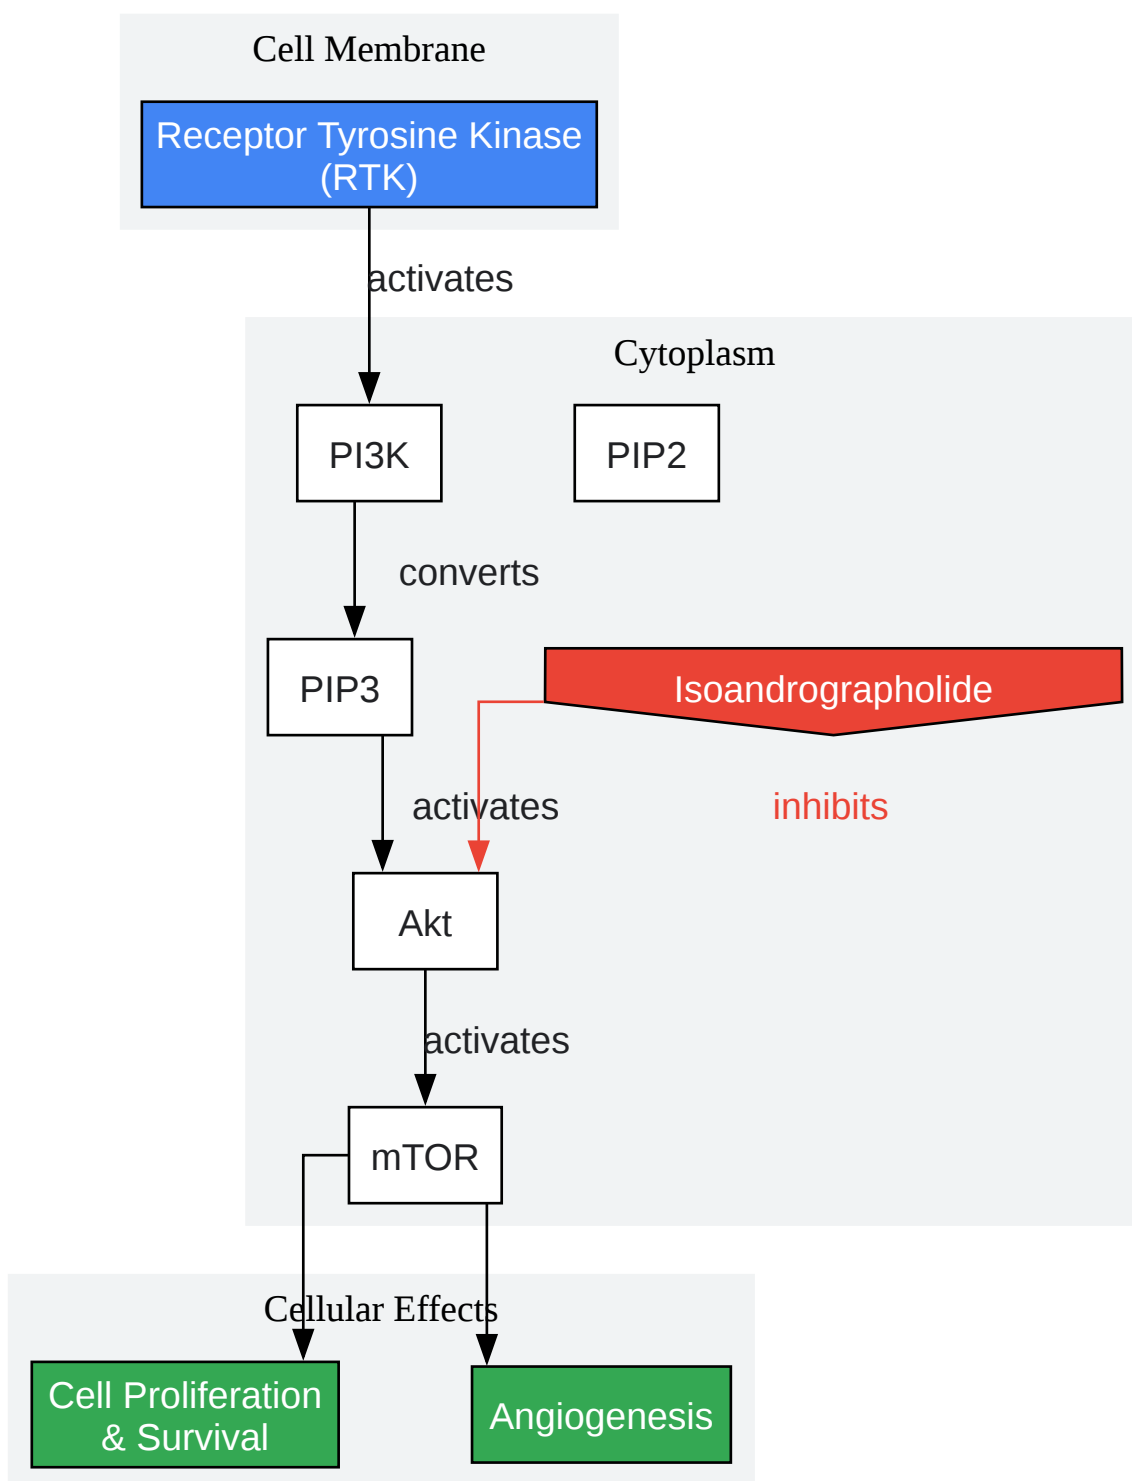 Cell Membrane
Receptor Tyrosine Kinase
(RTK)
activates
Cytoplasm
PI3K
PIP2
converts
PIP3
Isoandrographolide
activates
inhibits
Akt
activates
mTOR
Cellular Effects
Cell Proliferation
& Survival
Angiogenesis